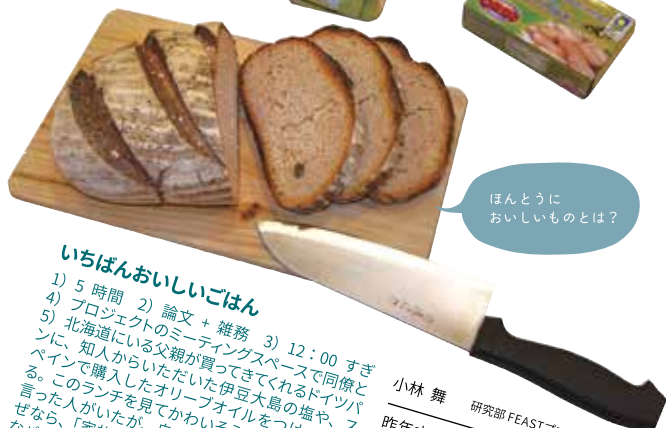 ほんとうに
おいしいものとは？
いちばんおいしいごはん
1）5 時間　2）論文 + 雑務　3）12：00 すぎ
4）プロジェクトのミーティングスペースで同僚と
5）北海道にいる父親が買ってきてくれるドイツパ
ンに、知人からいただいた伊豆大島の塩や、ス
ペインで購入したオリーブオイルをつけ
る。このランチを見てかわいそ
言った人がいたが、
ぜなら、「家
小林 舞　研究部 FEASTプ
昨年